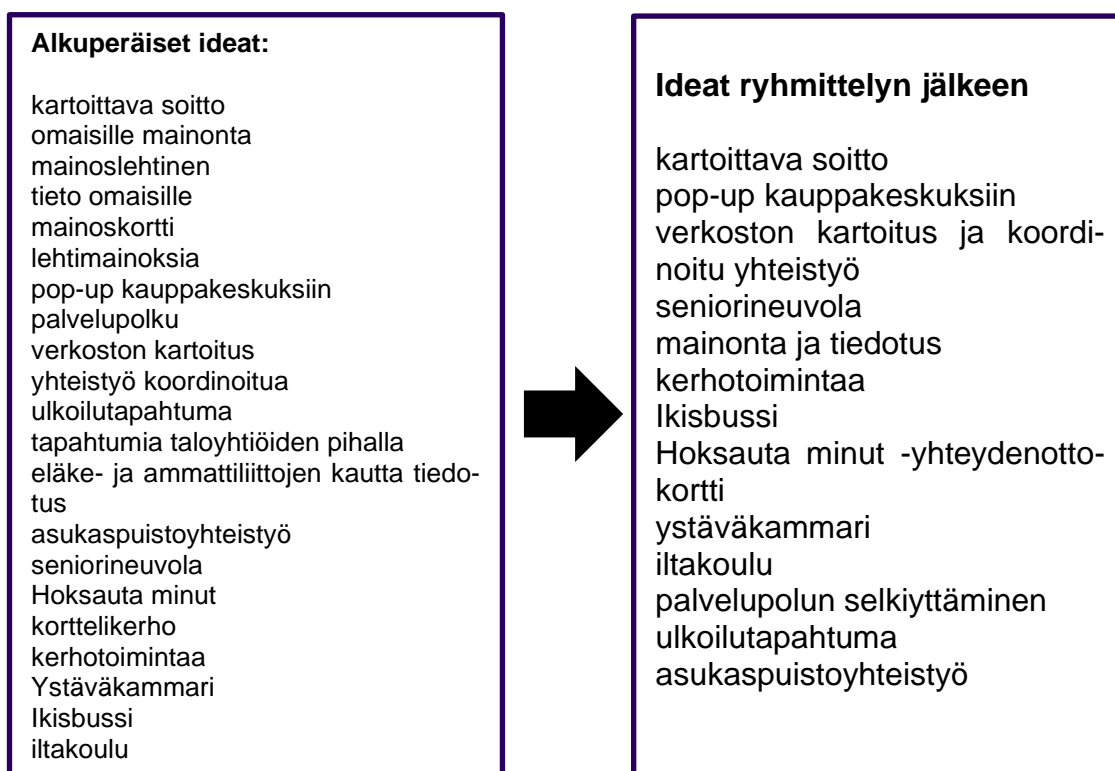 Alkuperäiset ideat:
kartoittava soitto
omaisille mainonta
mainoslehtinen
tieto omaisille
mainoskortti
lehtimainoksia
pop-up kauppakeskuksiin
palvelupolku
verkoston kartoitus
yhteistyö koordinoitua
ulkoilutapahtuma
tapahtumia taloyhtiöiden pihalla
eläke- ja ammattiliittojen kautta tiedo-
tus
asukaspuistoyhteistyö
seniorineuvola
Hoksauta minut
korttelikerho
kerhotoimintaa
Ystäväkammari
Ikisbussi
iltakoulu
Ideat ryhmittelyn jälkeen
kartoittava soitto
pop-up kauppakeskuksiin
verkoston kartoitus ja koordi-
noitu yhteistyö
seniorineuvola
mainonta ja tiedotus
kerhotoimintaa
Ikisbussi
Hoksauta minut -yhteydenotto-
kortti
ystäväkammari
iltakoulu
palvelupolun selkiyttäminen
ulkoilutapahtuma
asukaspuistoyhteistyö